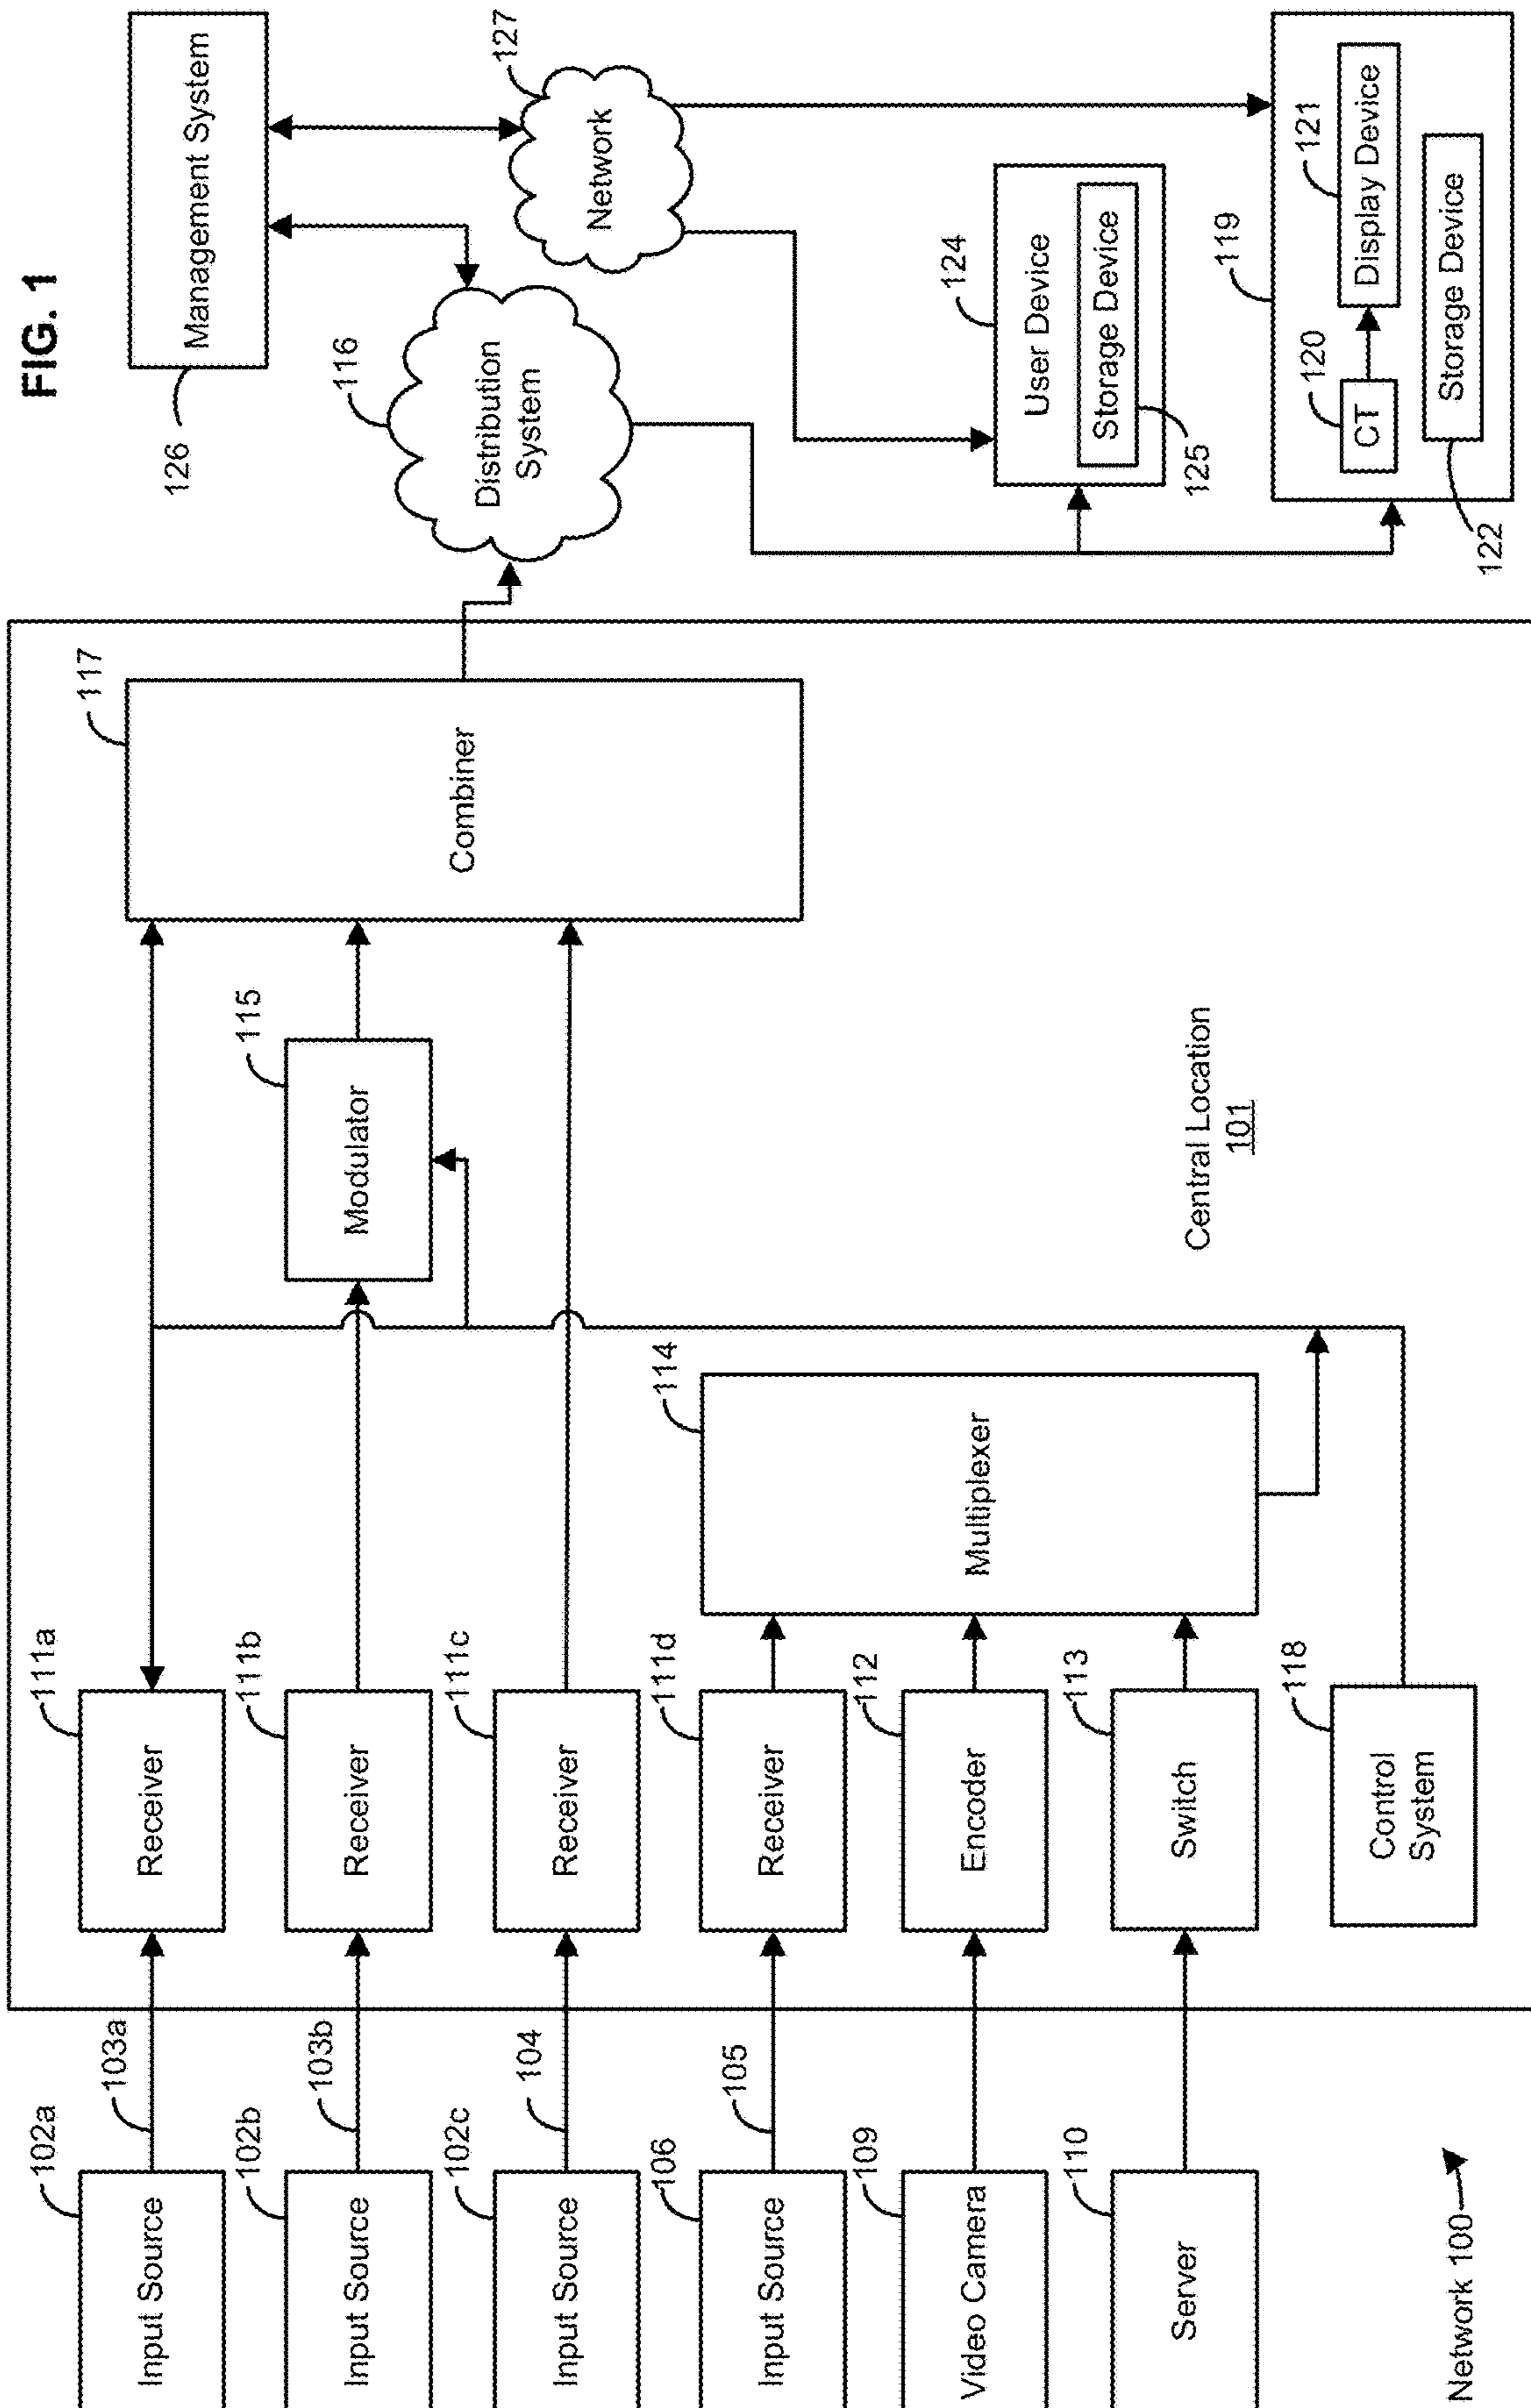 FIG. 1
102a
Input Source
103a
111a
Receiver
102b
Input Source
103b
111b
Receiver
115
Modulator
102c
Input Source
104
111c
Receiver
106
Input Source
105
111d
Receiver
109
Video Camera
112
Encoder
110
Server
113
Switch
114
Multiplexer
118
Control
System
117
Combiner
Central Location
101
126
Management System
116
Distribution
System
127
Network
124
User Device
Storage Device
125
119
120
CT
121
Display Device
Storage Device
122
Network 100